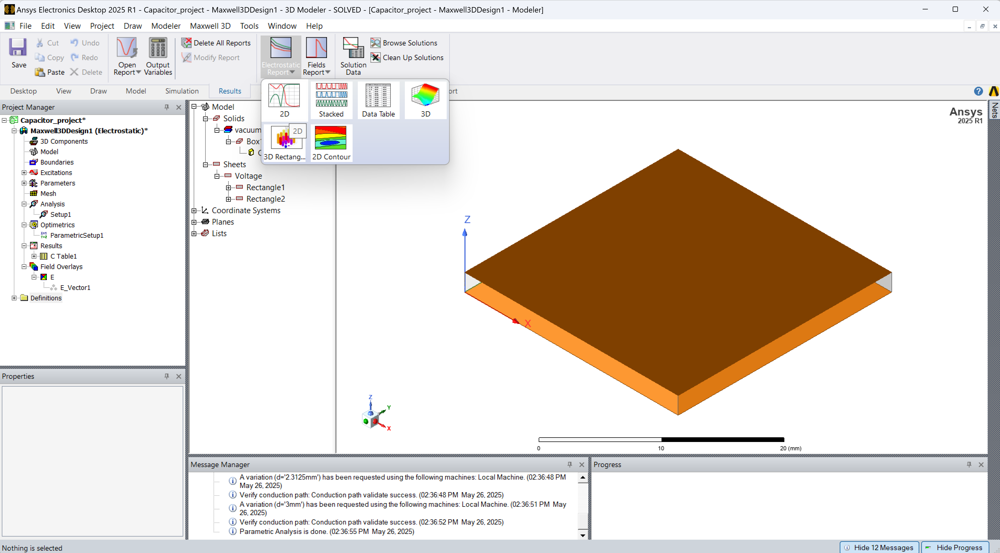 Ansys Electronics Desktop 2025 R1 - Capacitor_project - Maxwell3DDesign1 - 3D Modeler - SOLVED - [Capacitor_project - Maxwell3DDesign1 - Modeler]
File Edit View Project Draw Modeler Maxwell 3D Tools Window Help
Save
Cut
Copy
Paste
Undo
Redo
Delete
Open Report
Output Variables
Delete All Reports
Modify Report
Electrostatic Report
Fields Report
Solution Data
Browse Solutions
Clean Up Solutions
Desktop View Draw Model Simulation Results ort
2D
Stacked
Data Table
3D
3D Rectang...
2D
2D Contour
Project Manager
Capacitor_project*
Maxwell3DDesign1 (Electrostatic)*
3D Components
Model
Boundaries
Excitations
Parameters
Mesh
Analysis
Setup1
Optimetrics
ParametricSetup1
Results
C Table1
Field Overlays
E
E_Vector1
Definitions
Properties
Model
Solids
vacuum
Box
Sheets
Voltage
Rectangle1
Rectangle2
Coordinate Systems
Planes
Lists
Ansys
2025 R1
Nets
Z
X
Z
Y
X
0 10 20 (mm)
Message Manager
A variation (d='2.3125mm') has been requested using the following machines: Local Machine. (02:36:48 PM
May 26, 2025)
Verify conduction path: Conduction path validate success. (02:36:48 PM May 26, 2025)
A variation (d='3mm') has been requested using the following machines: Local Machine. (02:36:51 PM May
26, 2025)
Verify conduction path: Conduction path validate success. (02:36:52 PM May 26, 2025)
Parametric Analysis is done. (02:36:55 PM May 26, 2025)
Progress
Nothing is selected
Hide 12 Messages
Hide Progress